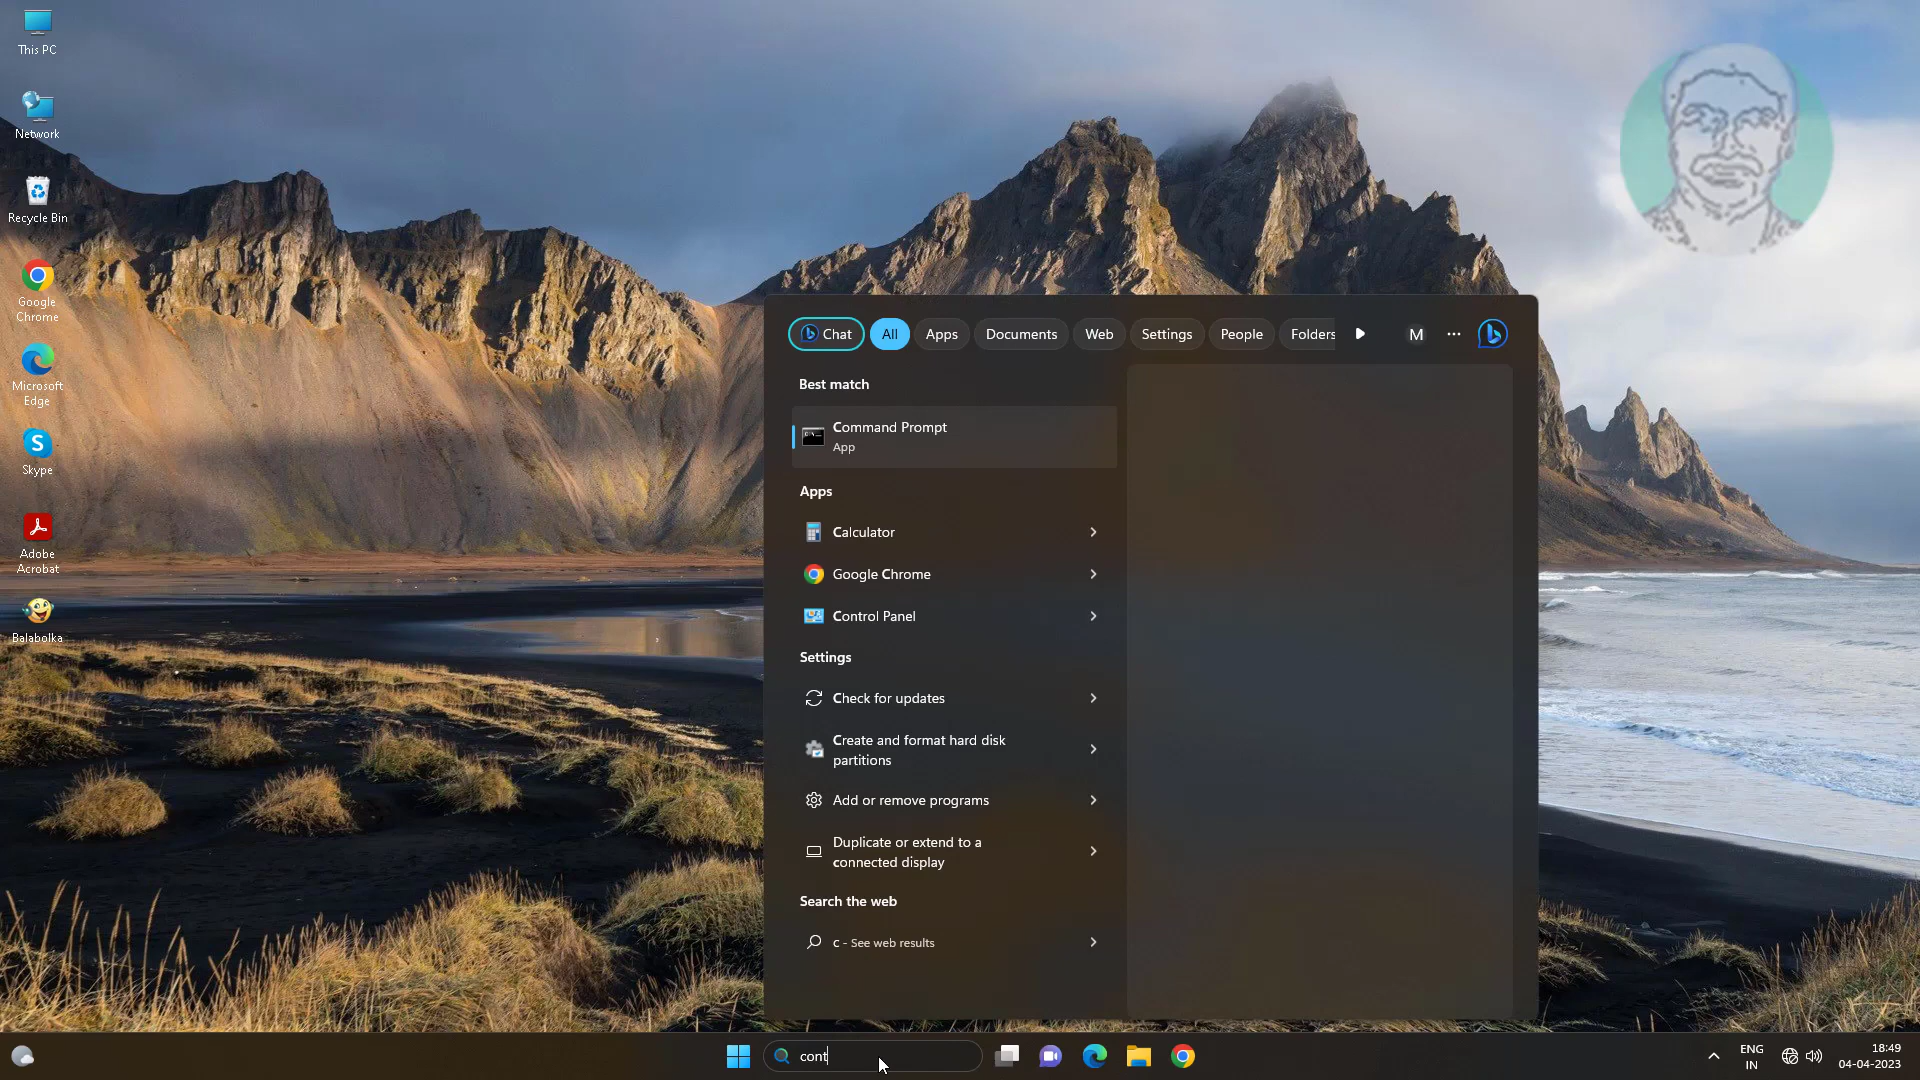 This PC
Network
Recycle Bin
Google
Chrome
Microsoft
Edge
Skype
Adobe
Acrobat
Balabolka
Chat
All
Apps
Documents
Web
Settings
People
Folders
M
Best match
Command Prompt
App
Apps
Calculator
Google Chrome
Control Panel
Settings
Check for updates
Create and format hard disk
partitions
Add or remove programs
Duplicate or extend to a
connected display
Search the web
c - See web results
cont
ENG
IN
18:49
04-04-2023